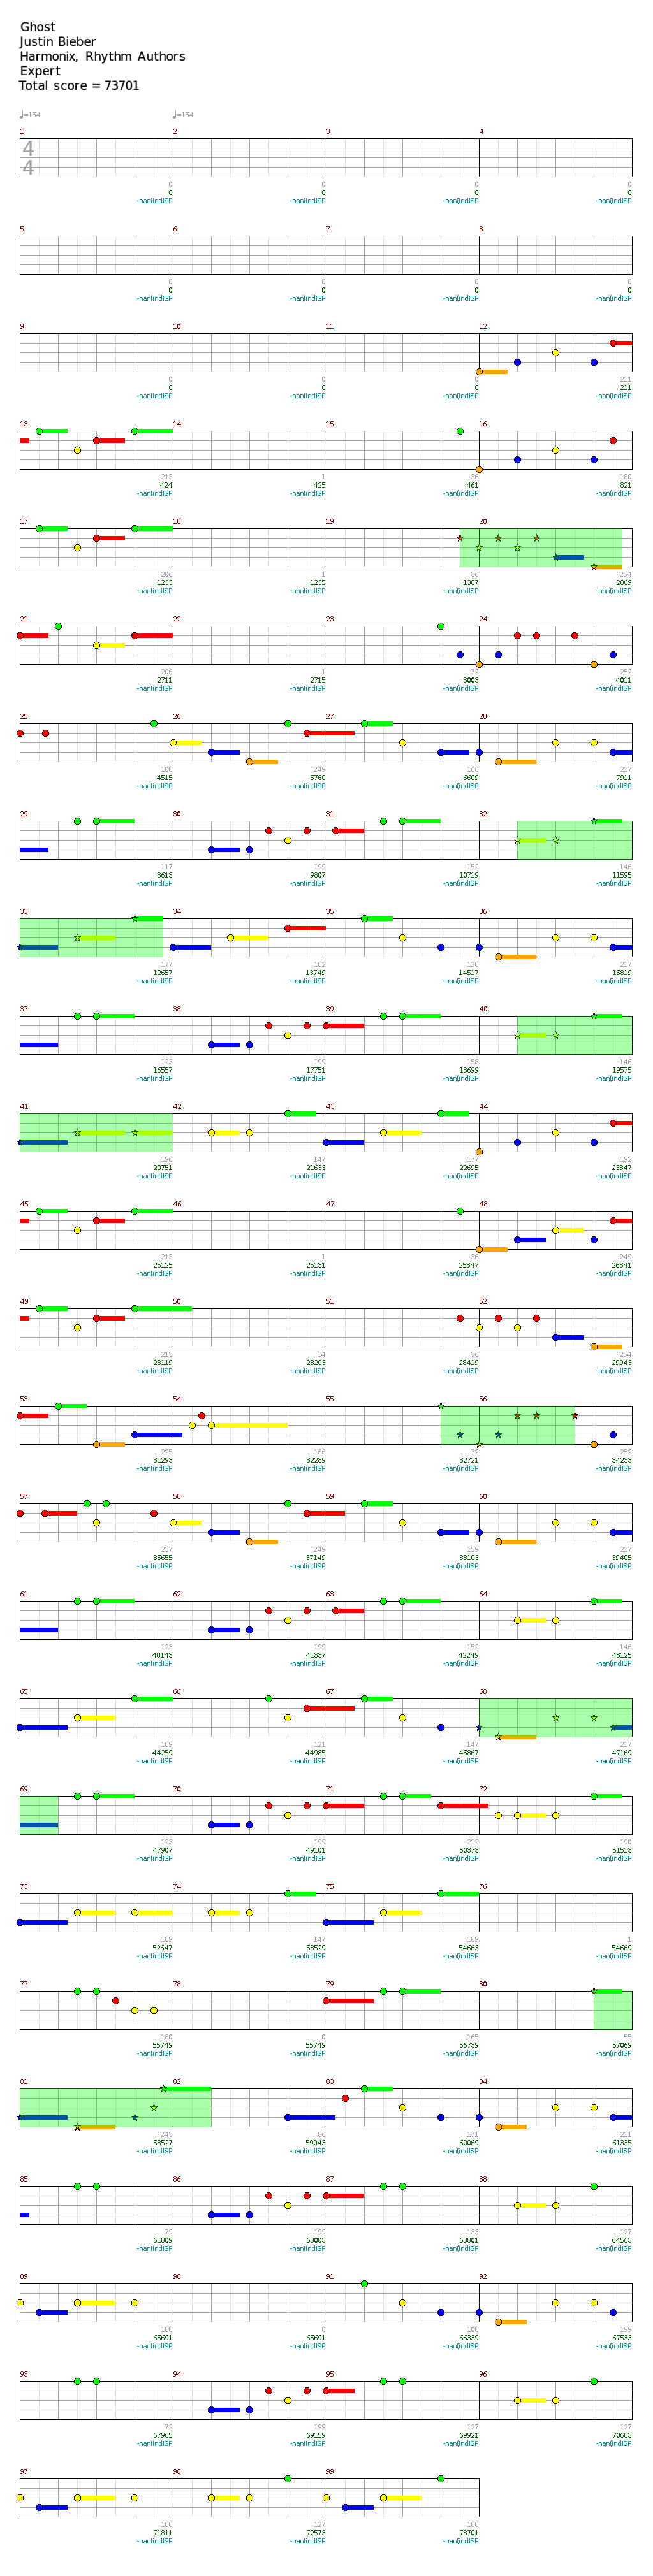 Ghost
Justin Bieber
Harmonix, Rhythm Authors
Expert
Total score = 73701
♩=154 ♩=154
1 2 3 4
4
4
0 0 0 0
0 0 0 0
-nan(ind)SP -nan(ind)SP -nan(ind)SP -nan(ind)SP
5 6 7 8
0 0 0 0
0 0 0 0
-nan(ind)SP -nan(ind)SP -nan(ind)SP -nan(ind)SP
9 10 11 12
0 0 0 211
0 0 0 211
-nan(ind)SP -nan(ind)SP -nan(ind)SP -nan(ind)SP
13 14 15 16
213 1 36 180
424 425 461 821
-nan(ind)SP -nan(ind)SP -nan(ind)SP -nan(ind)SP
17 18 19 20
206 1 36 254
1233 1235 1307 2069
-nan(ind)SP -nan(ind)SP -nan(ind)SP -nan(ind)SP
21 22 23 24
206 1 72 252
2711 2715 3003 4011
-nan(ind)SP -nan(ind)SP -nan(ind)SP -nan(ind)SP
25 26 27 28
108 249 166 217
4515 5760 6609 7911
-nan(ind)SP -nan(ind)SP -nan(ind)SP -nan(ind)SP
29 30 31 32
117 199 152 146
8613 9807 10719 11595
-nan(ind)SP -nan(ind)SP -nan(ind)SP -nan(ind)SP
33 34 35 36
177 182 128 217
12657 13749 14517 15819
-nan(ind)SP -nan(ind)SP -nan(ind)SP -nan(ind)SP
37 38 39 40
123 199 158 146
16557 17751 18699 19575
-nan(ind)SP -nan(ind)SP -nan(ind)SP -nan(ind)SP
41 42 43 44
196 147 177 192
20751 21633 22695 23847
-nan(ind)SP -nan(ind)SP -nan(ind)SP -nan(ind)SP
45 46 47 48
213 1 36 249
25125 25131 25347 26841
-nan(ind)SP -nan(ind)SP -nan(ind)SP -nan(ind)SP
49 50 51 52
213 14 36 254
28119 28203 28419 29943
-nan(ind)SP -nan(ind)SP -nan(ind)SP -nan(ind)SP
53 54 55 56
225 166 72 252
31293 32289 32721 34233
-nan(ind)SP -nan(ind)SP -nan(ind)SP -nan(ind)SP
57 58 59 60
237 249 159 217
35655 37149 38103 39405
-nan(ind)SP -nan(ind)SP -nan(ind)SP -nan(ind)SP
61 62 63 64
123 199 152 146
40143 41337 42249 43125
-nan(ind)SP -nan(ind)SP -nan(ind)SP -nan(ind)SP
65 66 67 68
189 121 147 217
44259 44985 45867 47169
-nan(ind)SP -nan(ind)SP -nan(ind)SP -nan(ind)SP
69 70 71 72
123 199 212 190
47907 49101 50373 51513
-nan(ind)SP -nan(ind)SP -nan(ind)SP -nan(ind)SP
73 74 75 76
189 147 189 1
52647 53529 54663 54669
-nan(ind)SP -nan(ind)SP -nan(ind)SP -nan(ind)SP
77 78 79 80
180 0 165 55
55749 55749 56739 57069
-nan(ind)SP -nan(ind)SP -nan(ind)SP -nan(ind)SP
81 82 83 84
243 86 171 211
58527 59043 60069 61335
-nan(ind)SP -nan(ind)SP -nan(ind)SP -nan(ind)SP
85 86 87 88
79 199 133 127
61809 63003 63801 64563
-nan(ind)SP -nan(ind)SP -nan(ind)SP -nan(ind)SP
89 90 91 92
188 0 108 199
65691 65691 66339 67533
-nan(ind)SP -nan(ind)SP -nan(ind)SP -nan(ind)SP
93 94 95 96
72 199 127 127
67965 69159 69921 70683
-nan(ind)SP -nan(ind)SP -nan(ind)SP -nan(ind)SP
97 98 99
188 127 188
71811 72573 73701
-nan(ind)SP -nan(ind)SP -nan(ind)SP